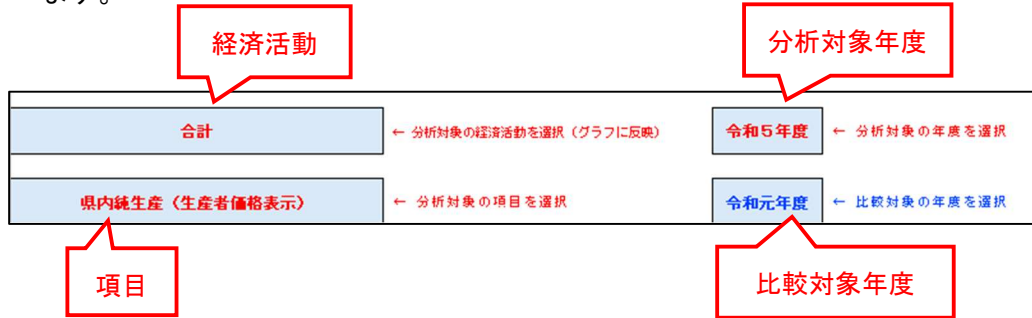 ます。
経済活動
分析対象年度
合計
← 分析対象の経済活動を選択（グラフに反映）
令和５年度
← 分析対象の年度を選択
県内純生産（生産者価格表示）
← 分析対象の項目を選択
令和元年度
← 比較対象の年度を選択
項目
比較対象年度